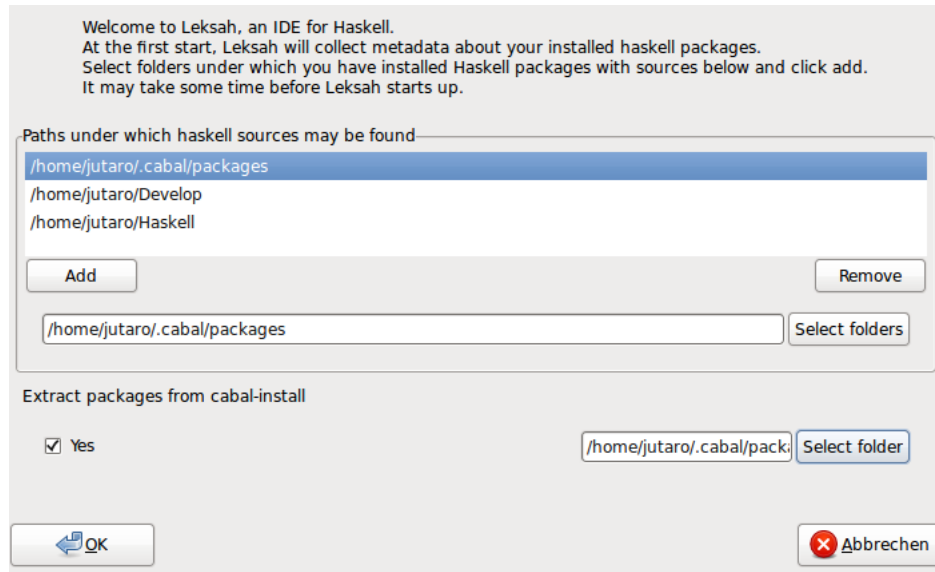 Welcome to Leksah, an IDE for Haskell.
At the first start, Leksah will collect metadata about your installed haskell packages.
Select folders under which you have installed Haskell packages with sources below and click add.
It may take some time before Leksah starts up.
Paths under which haskell sources may be found
/home/jutaro/.cabal/packages
/home/jutaro/Develop
/home/jutaro/Haskell
Add Remove
/home/jutaro/.cabal/packages Select folders
Extract packages from cabal-install
Yes /home/jutaro/.cabal/packa Select folder
OK Abbrechen